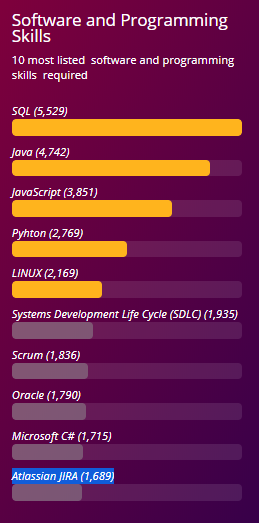 Software and Programming
Skills
10 most listed software and programming
skills required
SQL (5,529)
Java (4,742)
JavaScript (3,851)
Pyhton (2,769)
LINUX (2,169)
Systems Development Life Cycle (SDLC) (1,935)
Scrum (1,836)
Oracle (1,790)
Microsoft C# (1,715)
Atlassian JIRA (1,689)